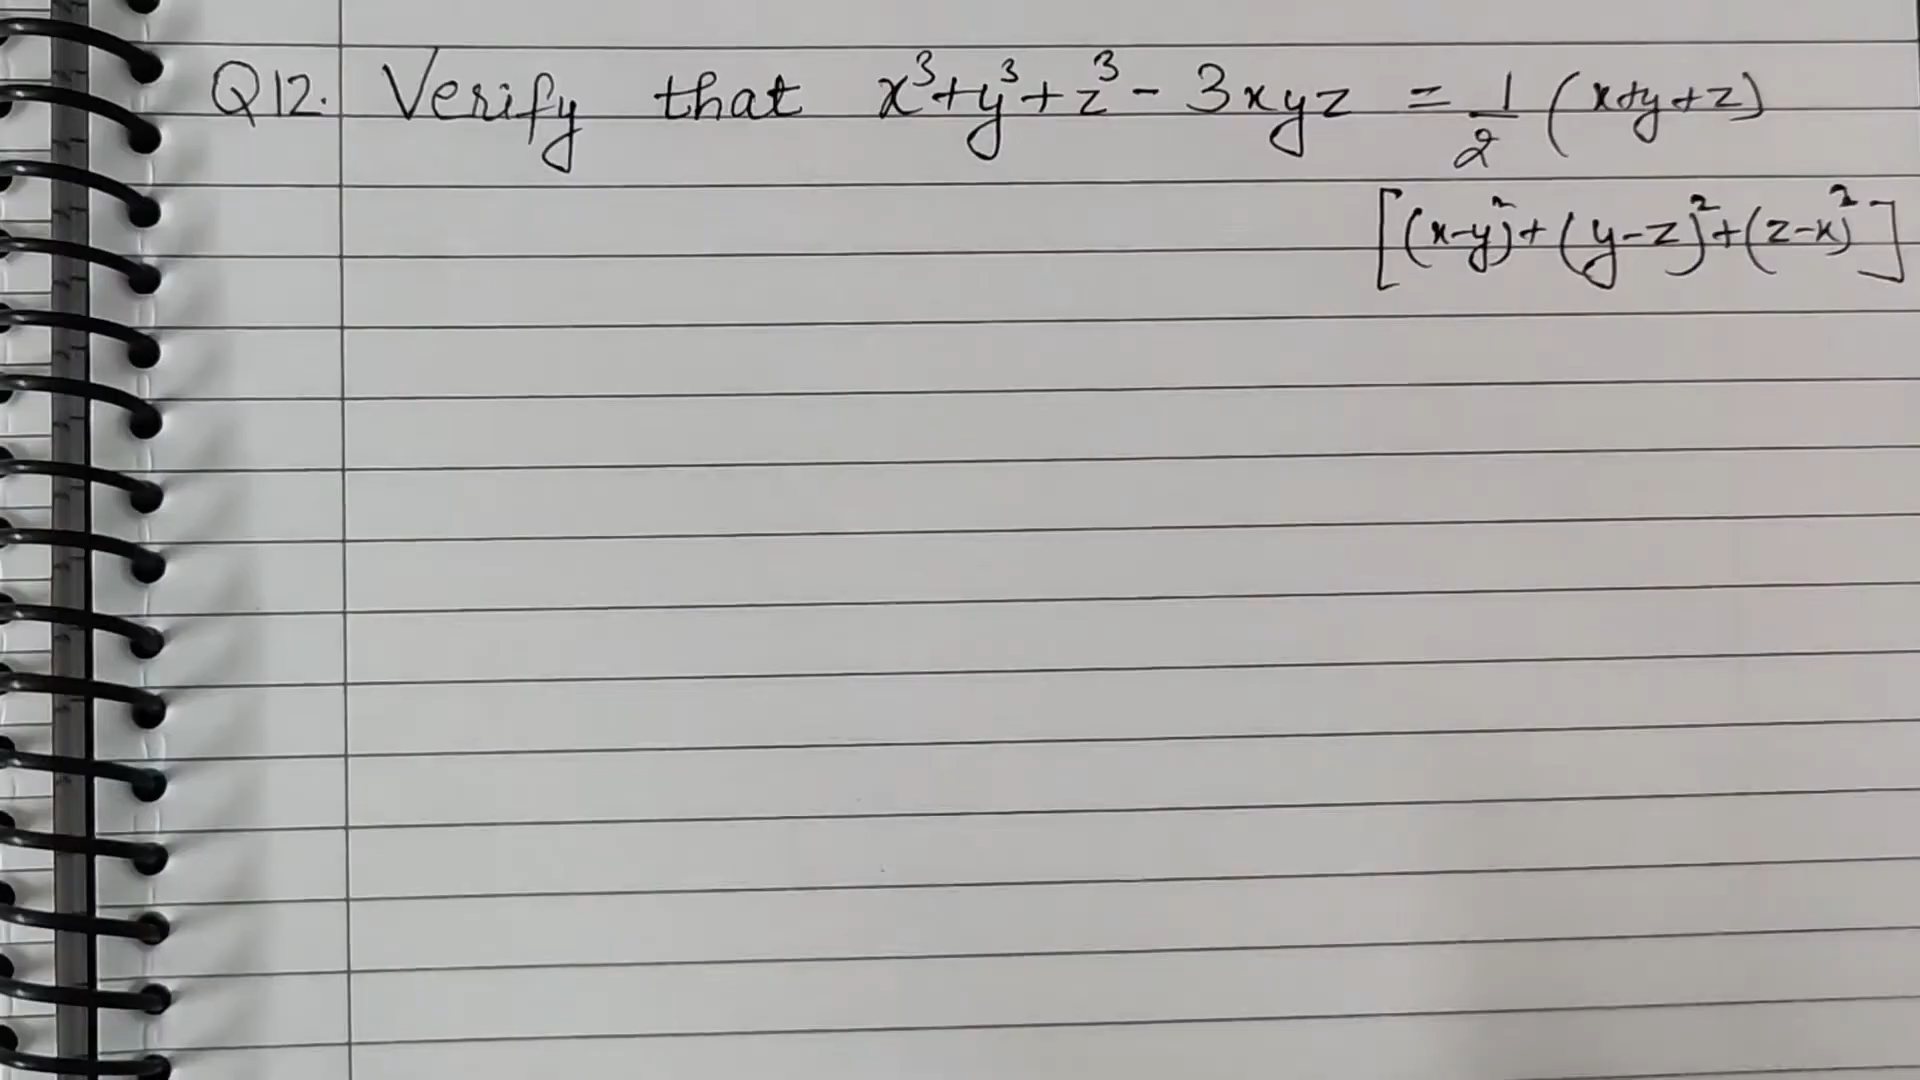 Q12. Verify that x³+y³+z³ - 3xyz = 1/2 (x+y+z)
[(x-y)²+(y-z)²+(z-x)²]